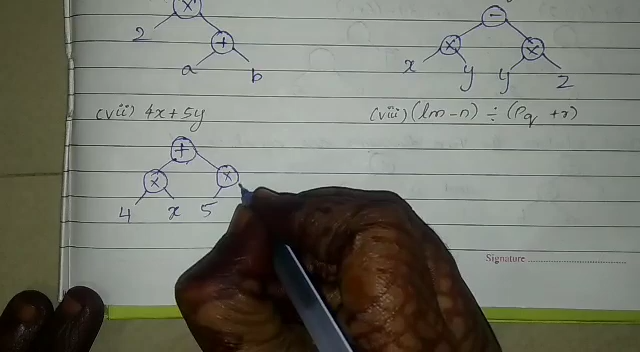 × −
2 + × ×
a b x y y z
(vii) 4x+5y (viii) (lm−n) ÷ (pq +r)
+
× ×
4 x 5
Signature